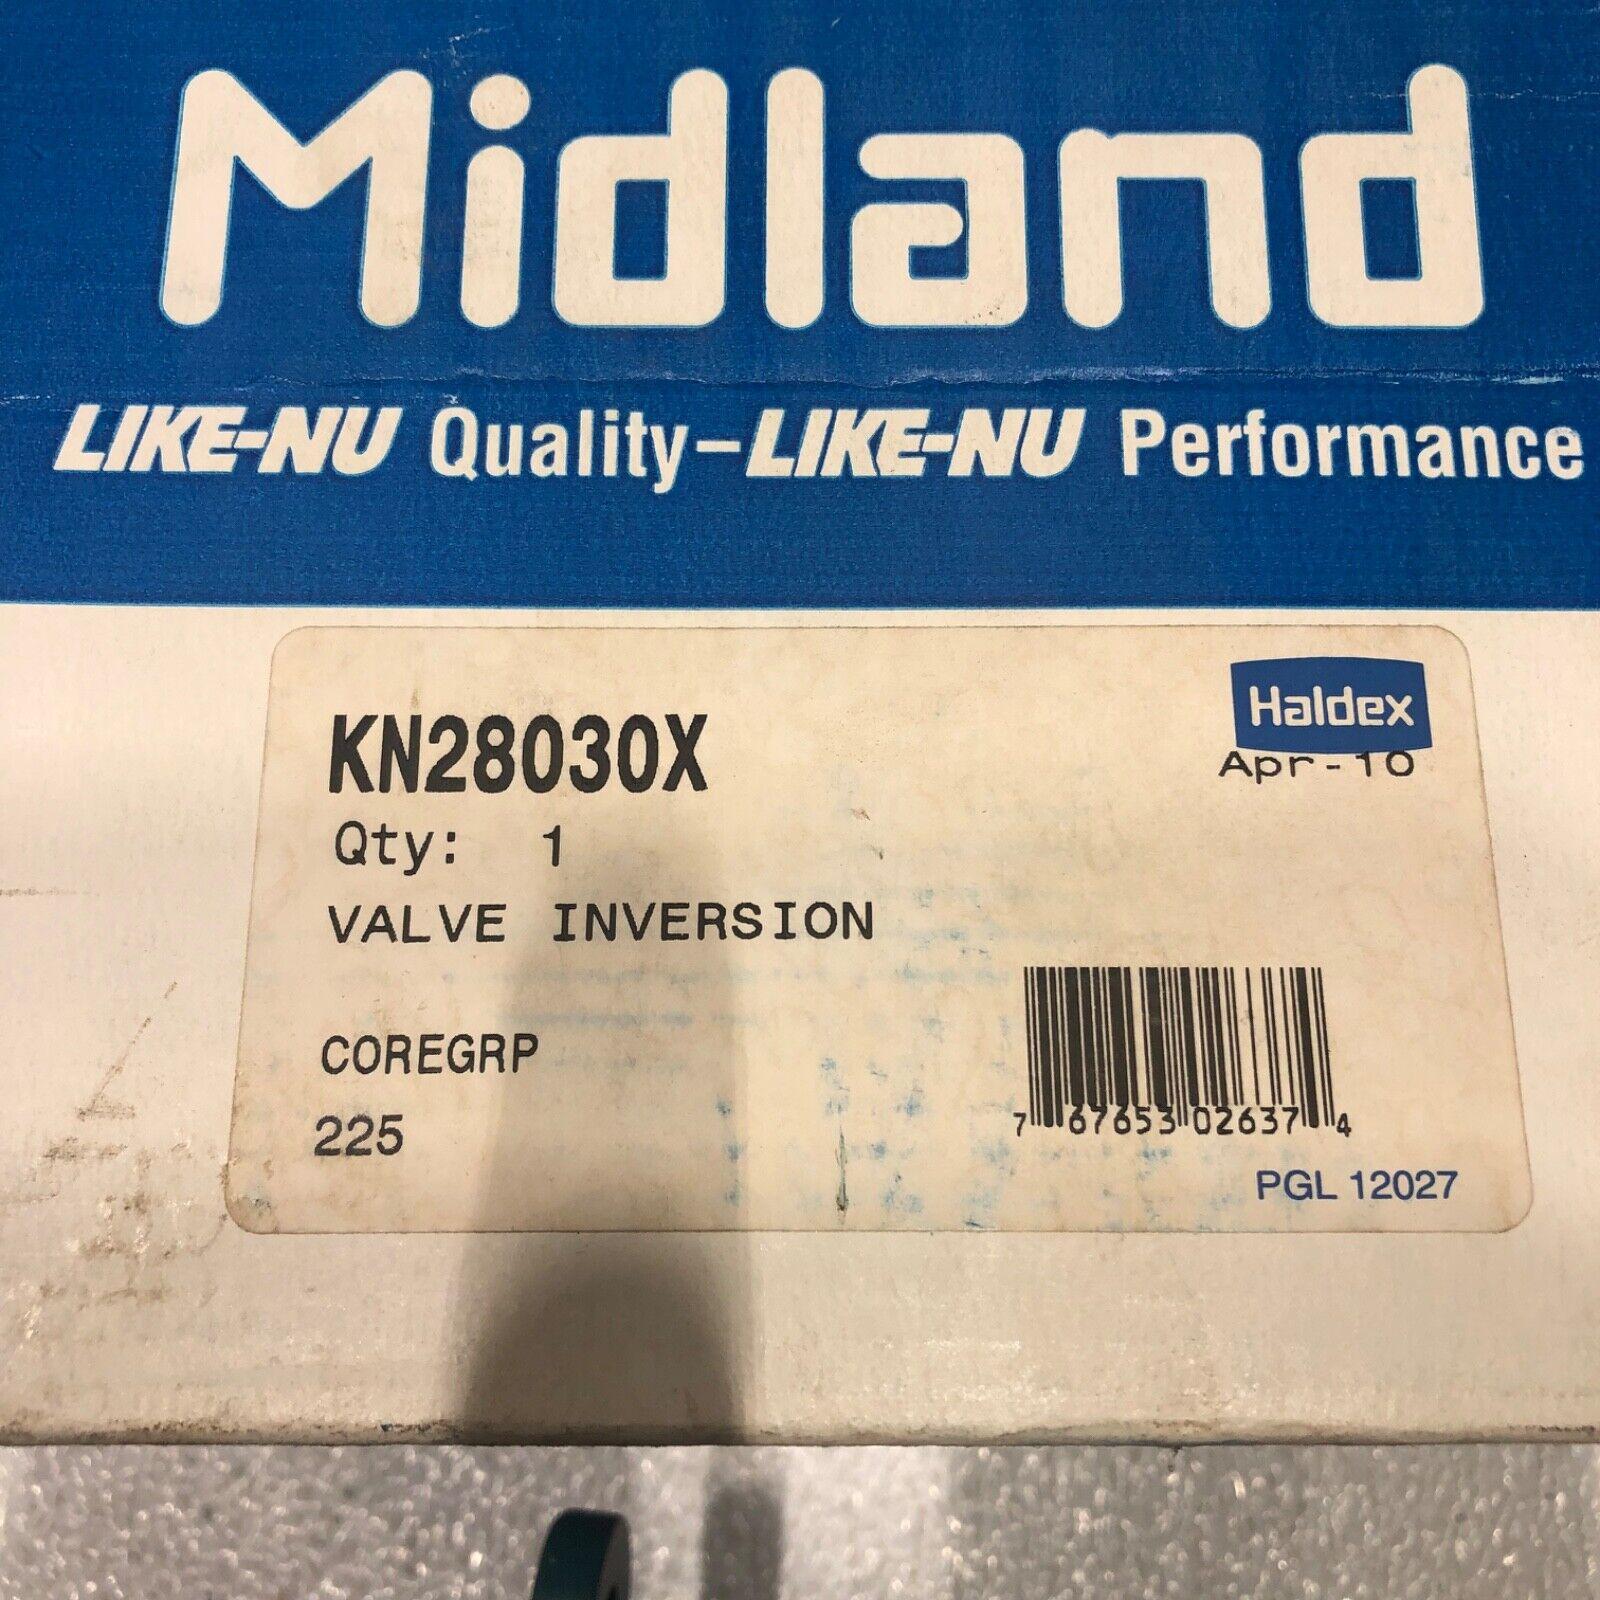 Midland
LIKE-NU Quality-LIKE-NU Performance
Haldex
KN28030X
Apr-10
Qty: 1
VALVE INVERSION
COREGRP
225
7 67653 02637 4
PGL 12027